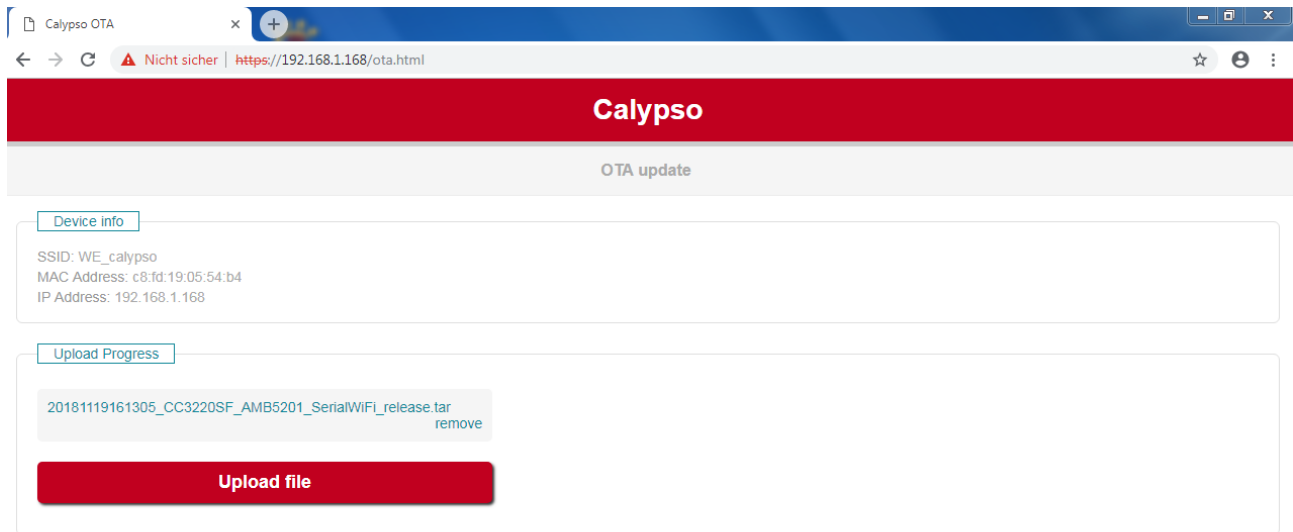 Calypso OTA
Nicht sicher | https://192.168.1.168/ota.html
Calypso
OTA update
Device info
SSID: WE_calypso
MAC Address: c8:fd:19:05:54:b4
IP Address: 192.168.1.168
Upload Progress
20181119161305_CC3220SF_AMB5201_SerialWiFi_release.tar
remove
Upload file